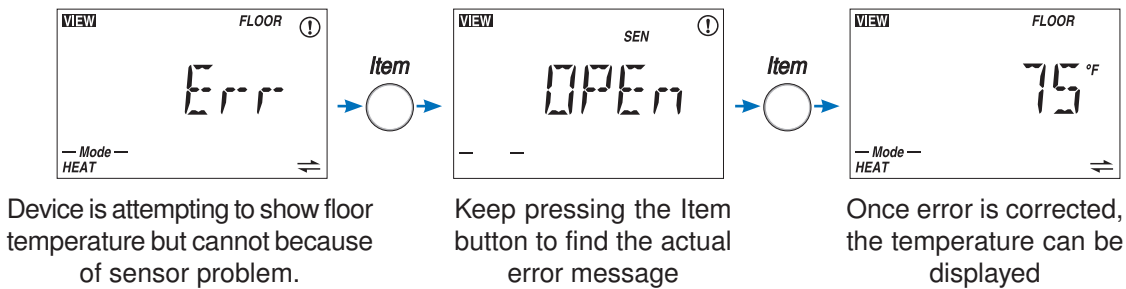 VIEW FLOOR
Err
— Mode —
HEAT
Device is attempting to show floor
temperature but cannot because
of sensor problem.
Item
VIEW
SEN
OPEn
Keep pressing the Item
button to find the actual
error message
Item
VIEW FLOOR
75 °F
— Mode —
HEAT
Once error is corrected,
the temperature can be
displayed